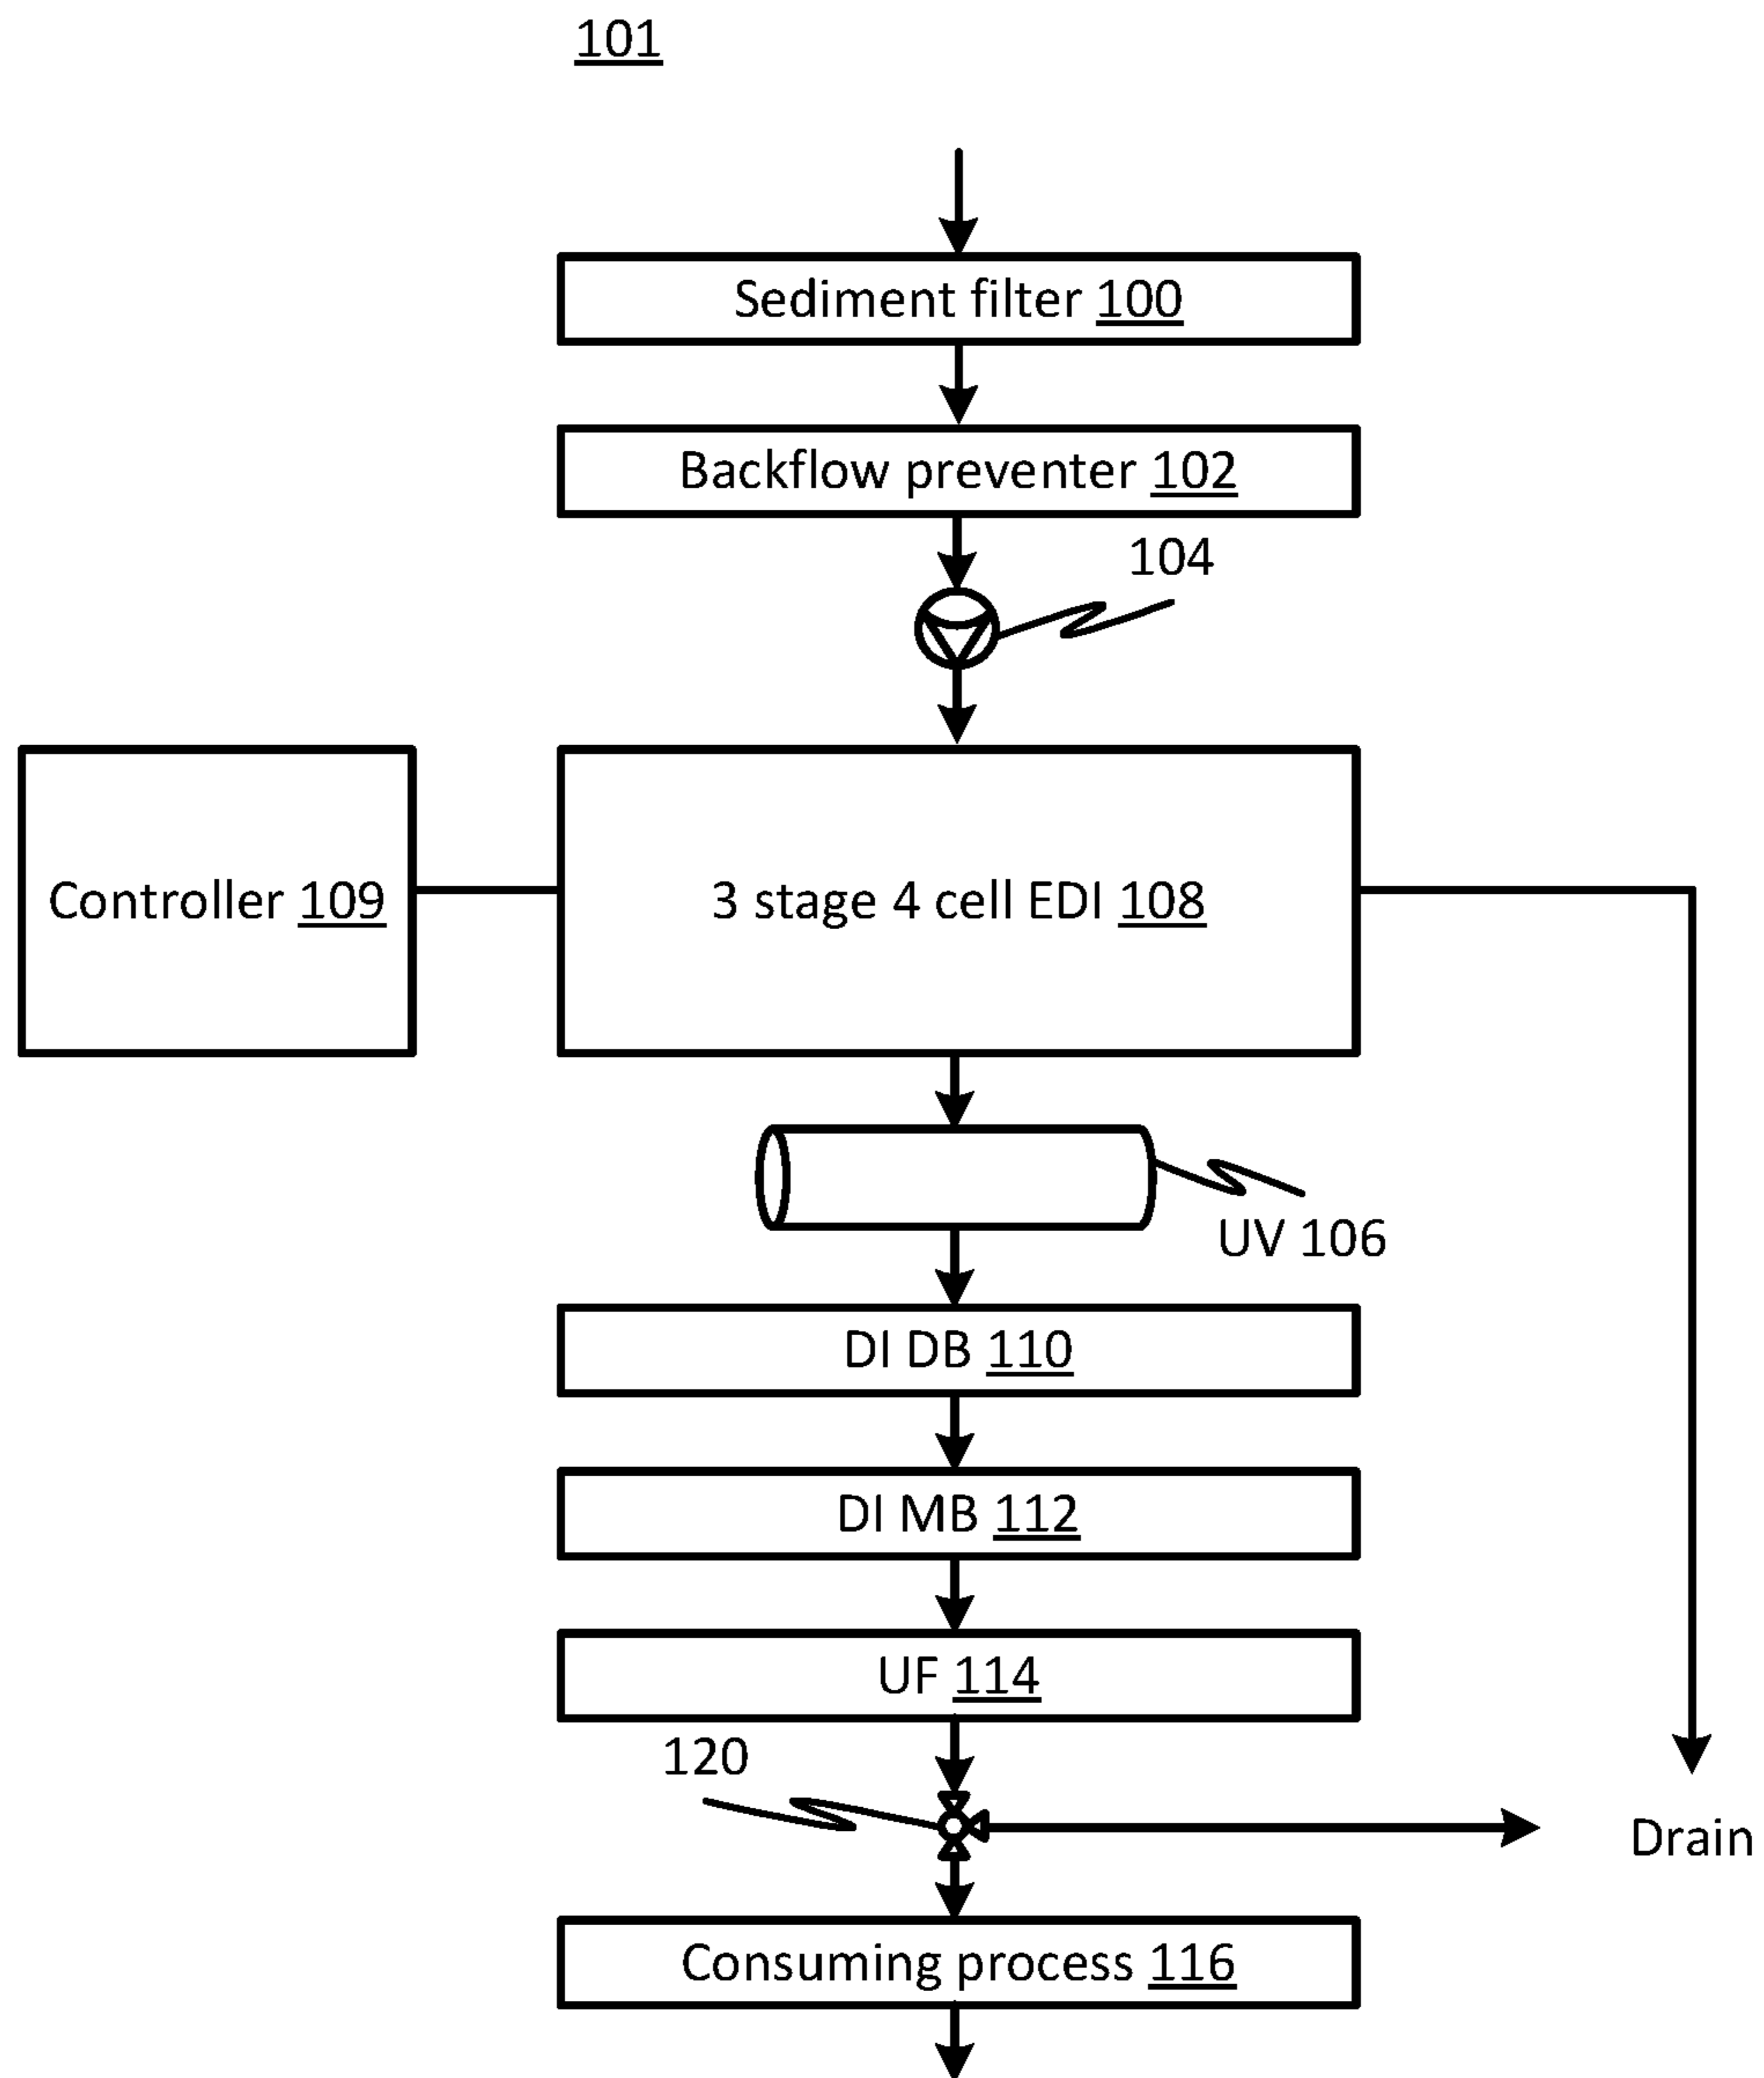 101
Sediment filter 100
Backflow preventer 102
104
Controller 109
3 stage 4 cell EDI 108
UV 106
DI DB 110
DI MB 112
UF 114
120
Drain
Consuming process 116